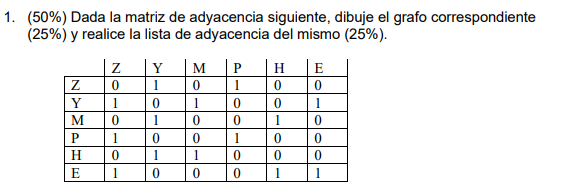 1. (50%) Dada la matriz de adyacencia siguiente, dibuje el grafo correspondiente
(25%) y realice la lista de adyacencia del mismo (25%).
Z Y M P H E
Z 0 1 0 1 0 0
Y 1 0 1 0 0 1
M 0 1 0 0 1 0
P 1 0 0 1 0 0
H 0 1 1 0 0 0
E 1 0 0 0 1 1